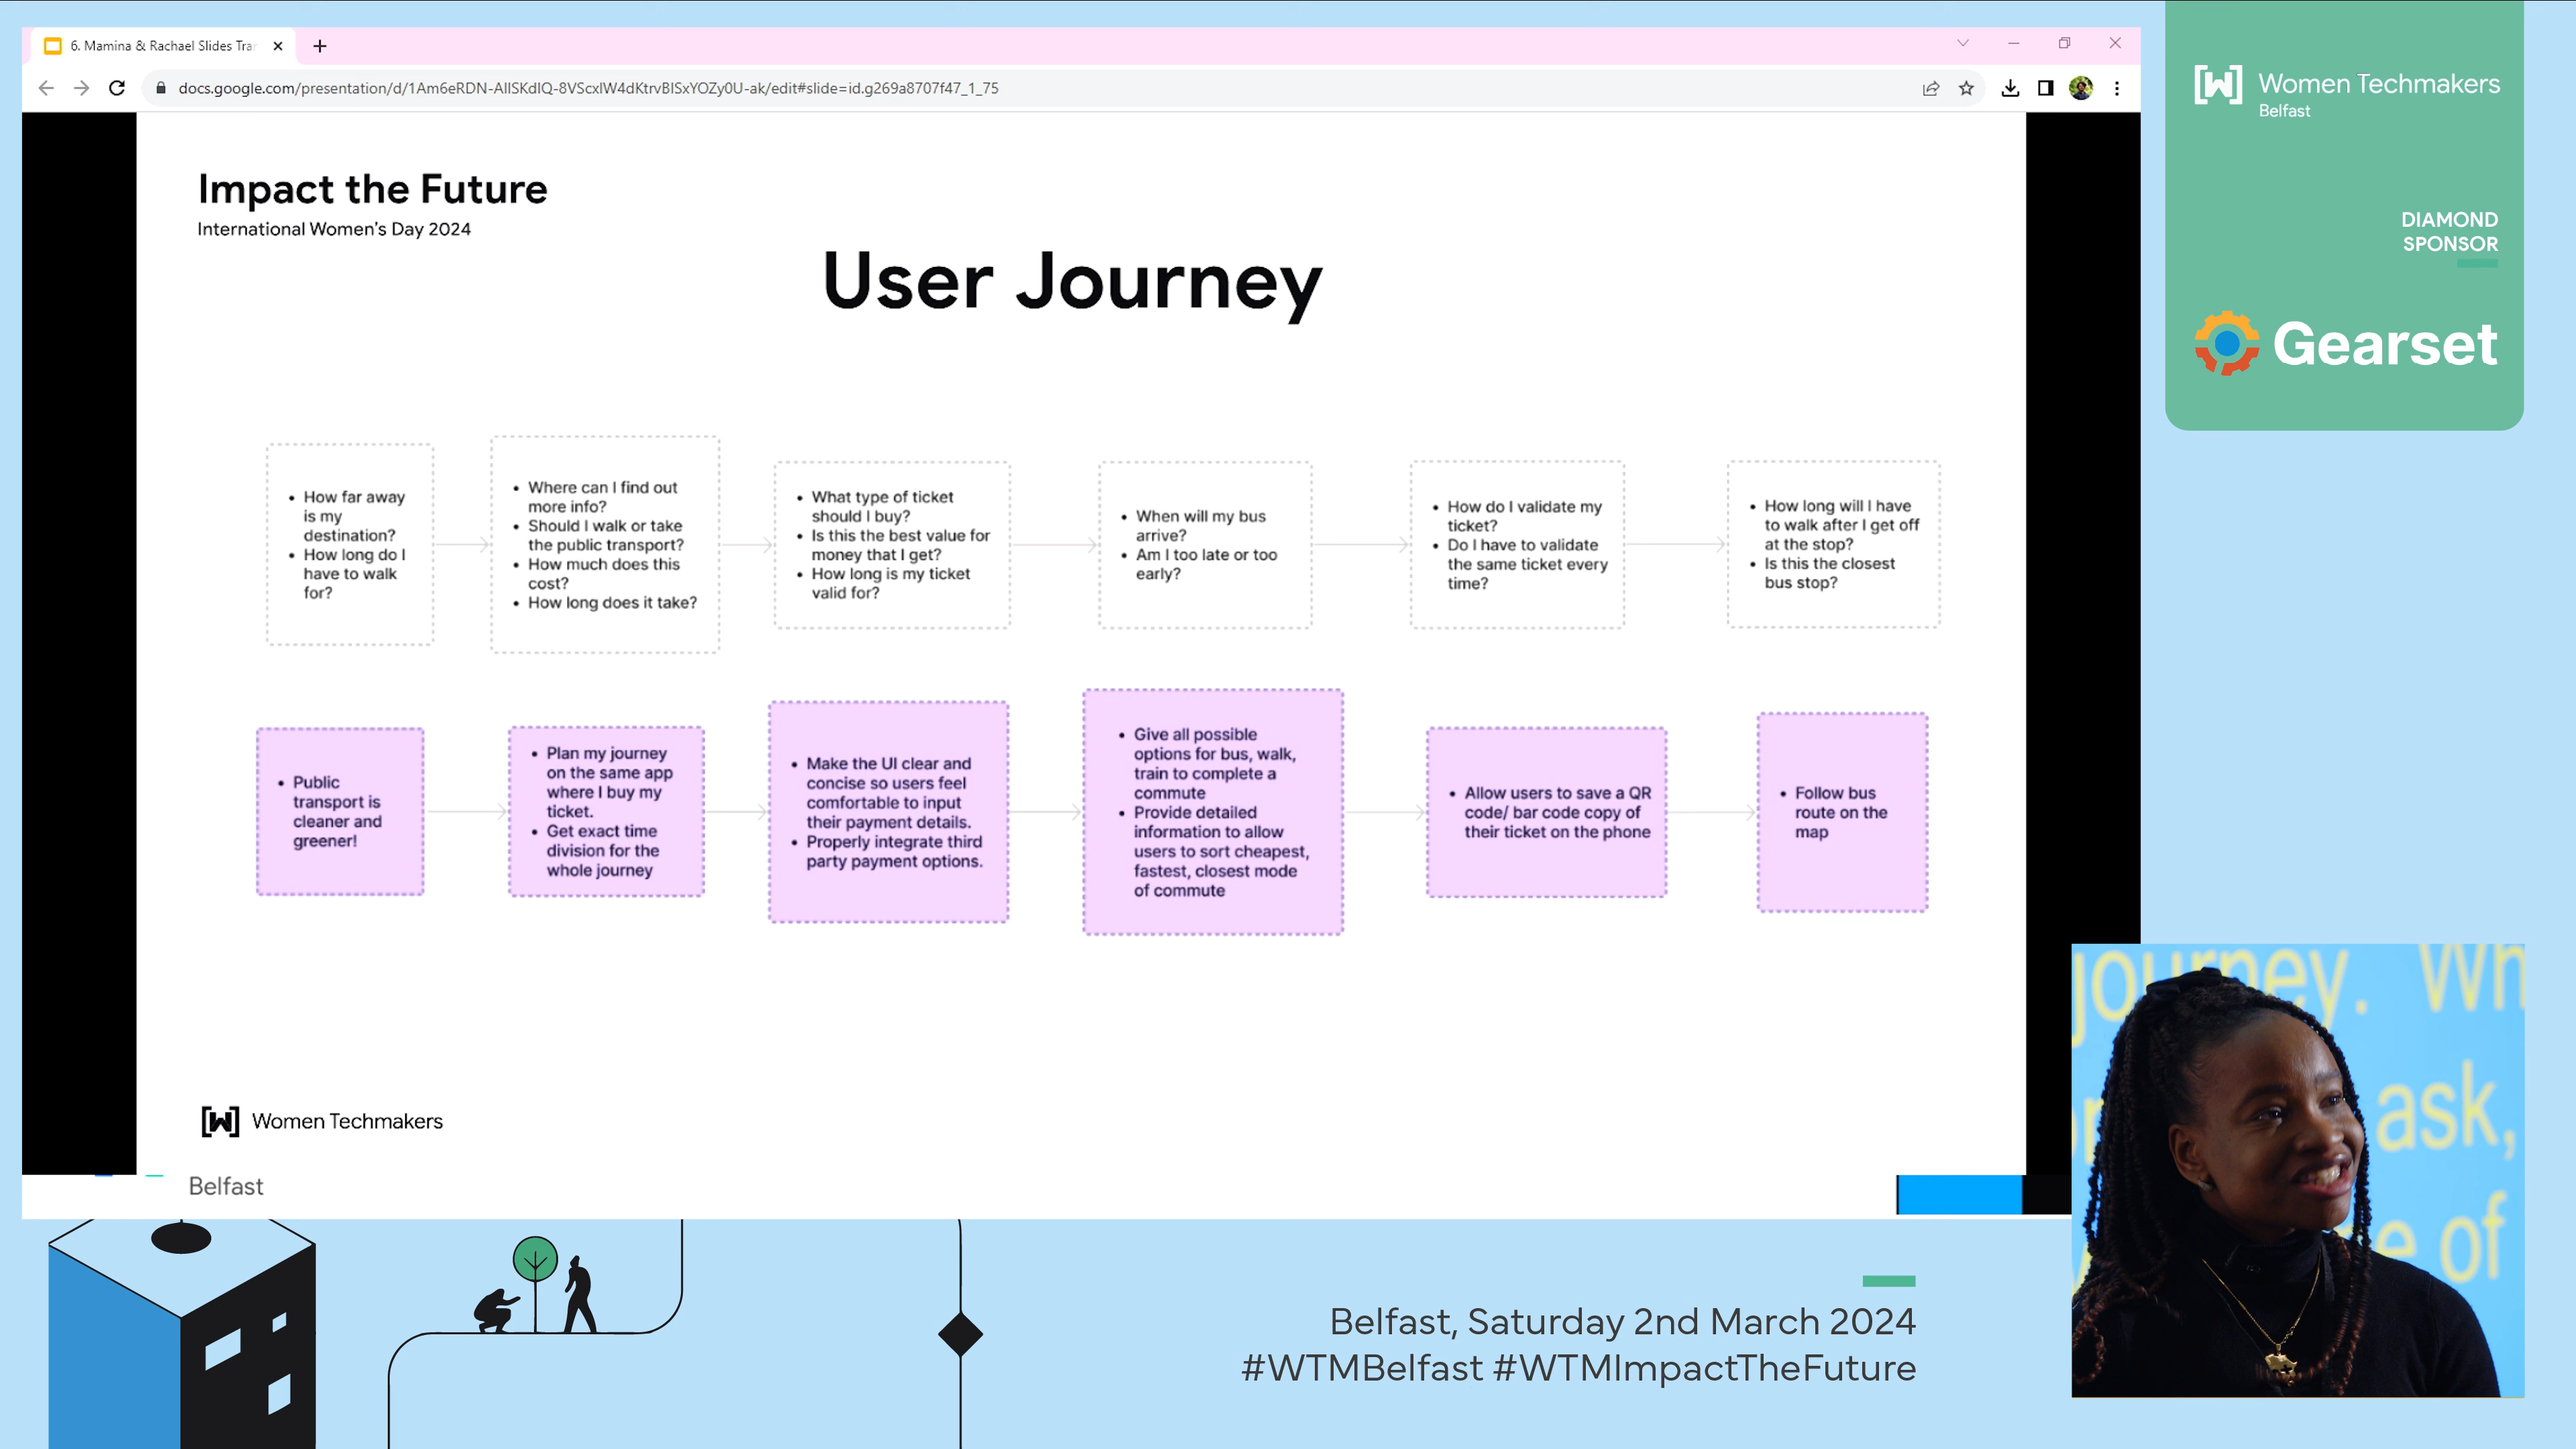 6. Mamina & Rachael Slides Tra
docs.google.com/presentation/d/1Am6eRDN-AIISKdIQ-8VScxIW4dKtrvBISxYOZy0U-ak/edit#slide=id.g269a8707f47_1_75
Women Techmakers
Belfast
DIAMOND
SPONSOR
Gearset
Impact the Future
International Women's Day 2024
User Journey
• How far away
is my
destination?
• How long do I
have to walk
for?
• Where can I find out
more info?
• Should I walk or take
the public transport?
• How much does this
cost?
• How long does it take?
• What type of ticket
should I buy?
• Is this the best value for
money that I get?
• How long is my ticket
valid for?
• When will my bus
arrive?
• Am I too late or too
early?
• How do I validate my
ticket?
• Do I have to validate
the same ticket every
time?
• How long will I have
to walk after I get off
at the stop?
• Is this the closest
bus stop?
• Public
transport is
cleaner and
greener!
• Plan my journey
on the same app
where I buy my
ticket.
• Get exact time
division for the
whole journey
• Make the UI clear and
concise so users feel
comfortable to input
their payment details.
• Properly integrate third
party payment options.
• Give all possible
options for bus, walk,
train to complete a
commute
• Provide detailed
information to allow
users to sort cheapest,
fastest, closest mode
of commute
• Allow users to save a QR
code/ bar code copy of
their ticket on the phone
• Follow bus
route on the
map
Women Techmakers
Belfast
journey. Wh
ask,
of
Belfast, Saturday 2nd March 2024
#WTMBelfast #WTMImpactTheFuture